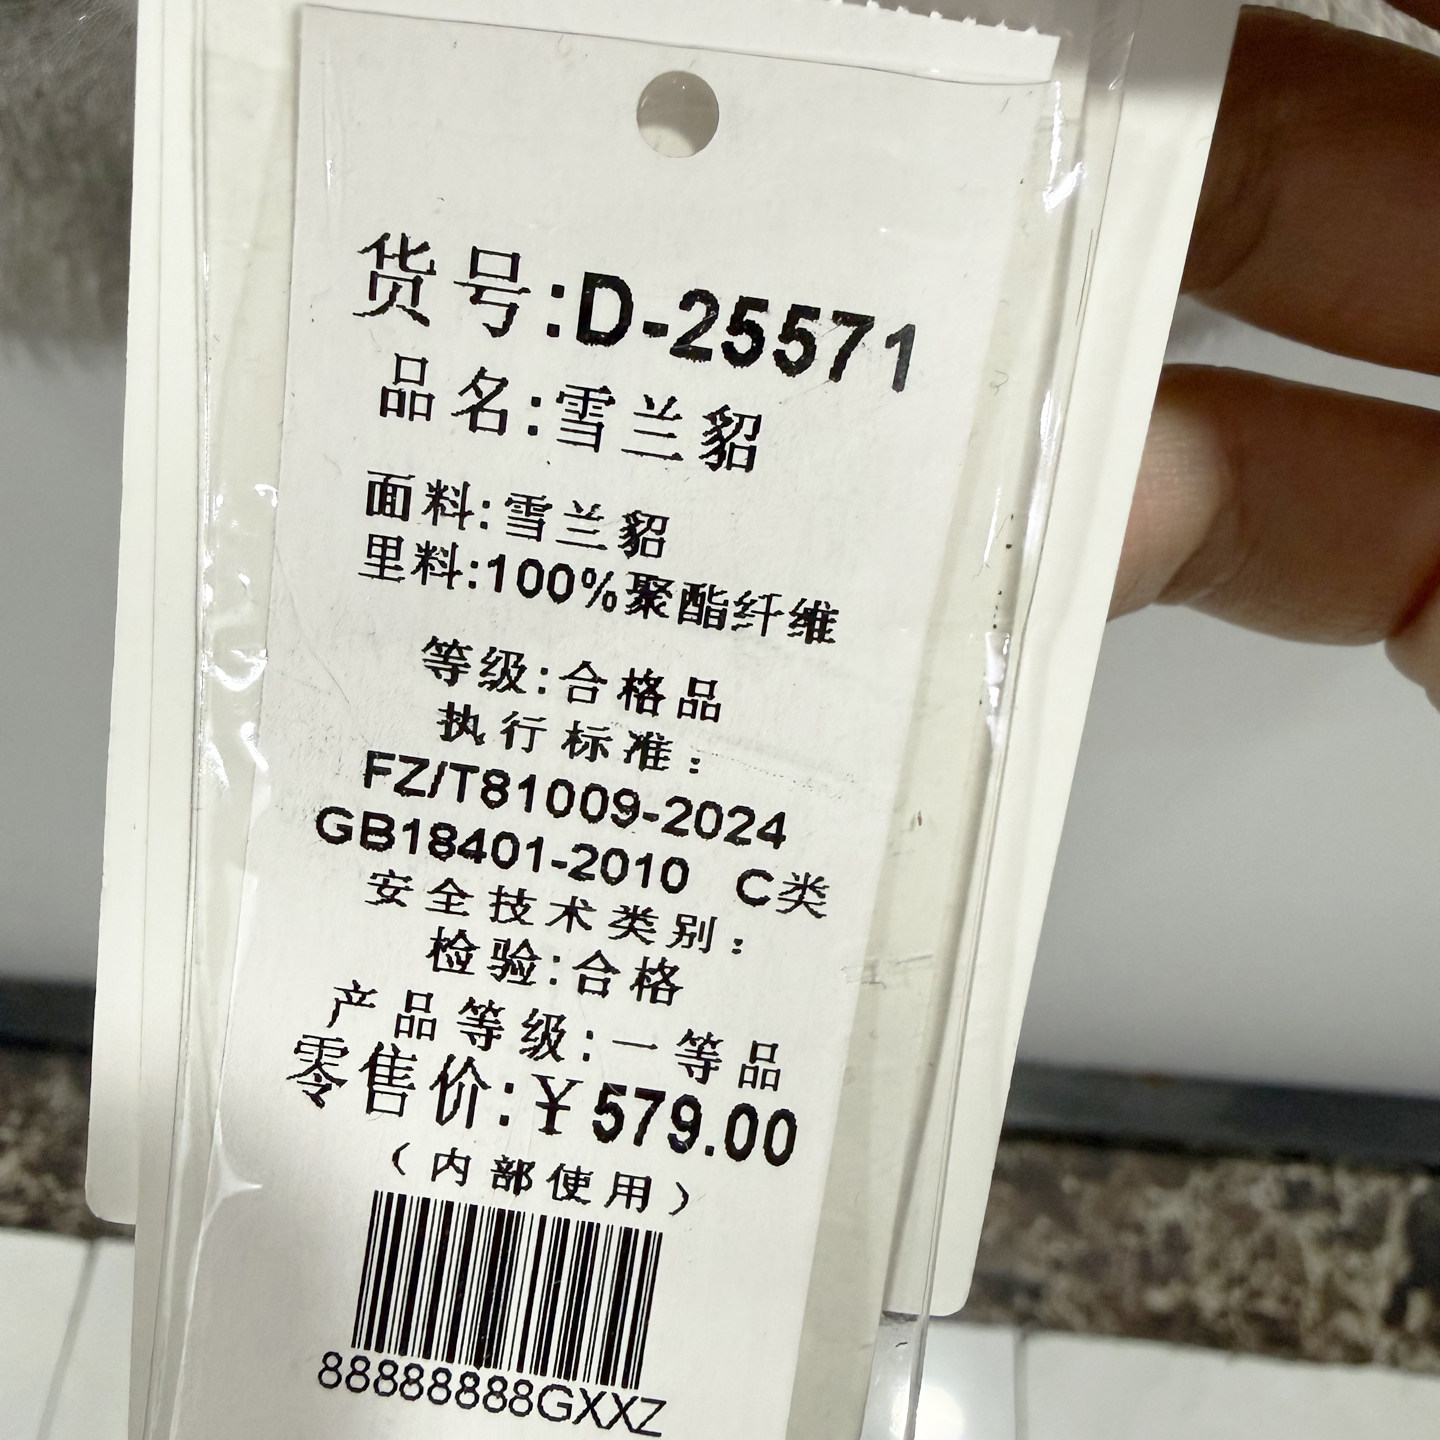 货号:D-25571
品名:雪兰貂
面料:雪兰貂
里料:100%聚酯纤维
等级:合格品
执行标准:
FZ/T81009-2024
GB18401-2010 C类
安全技术类别:
检验:合格
产品等级:一等品
零售价:¥579.00
(内部使用)
88888888GXXZ